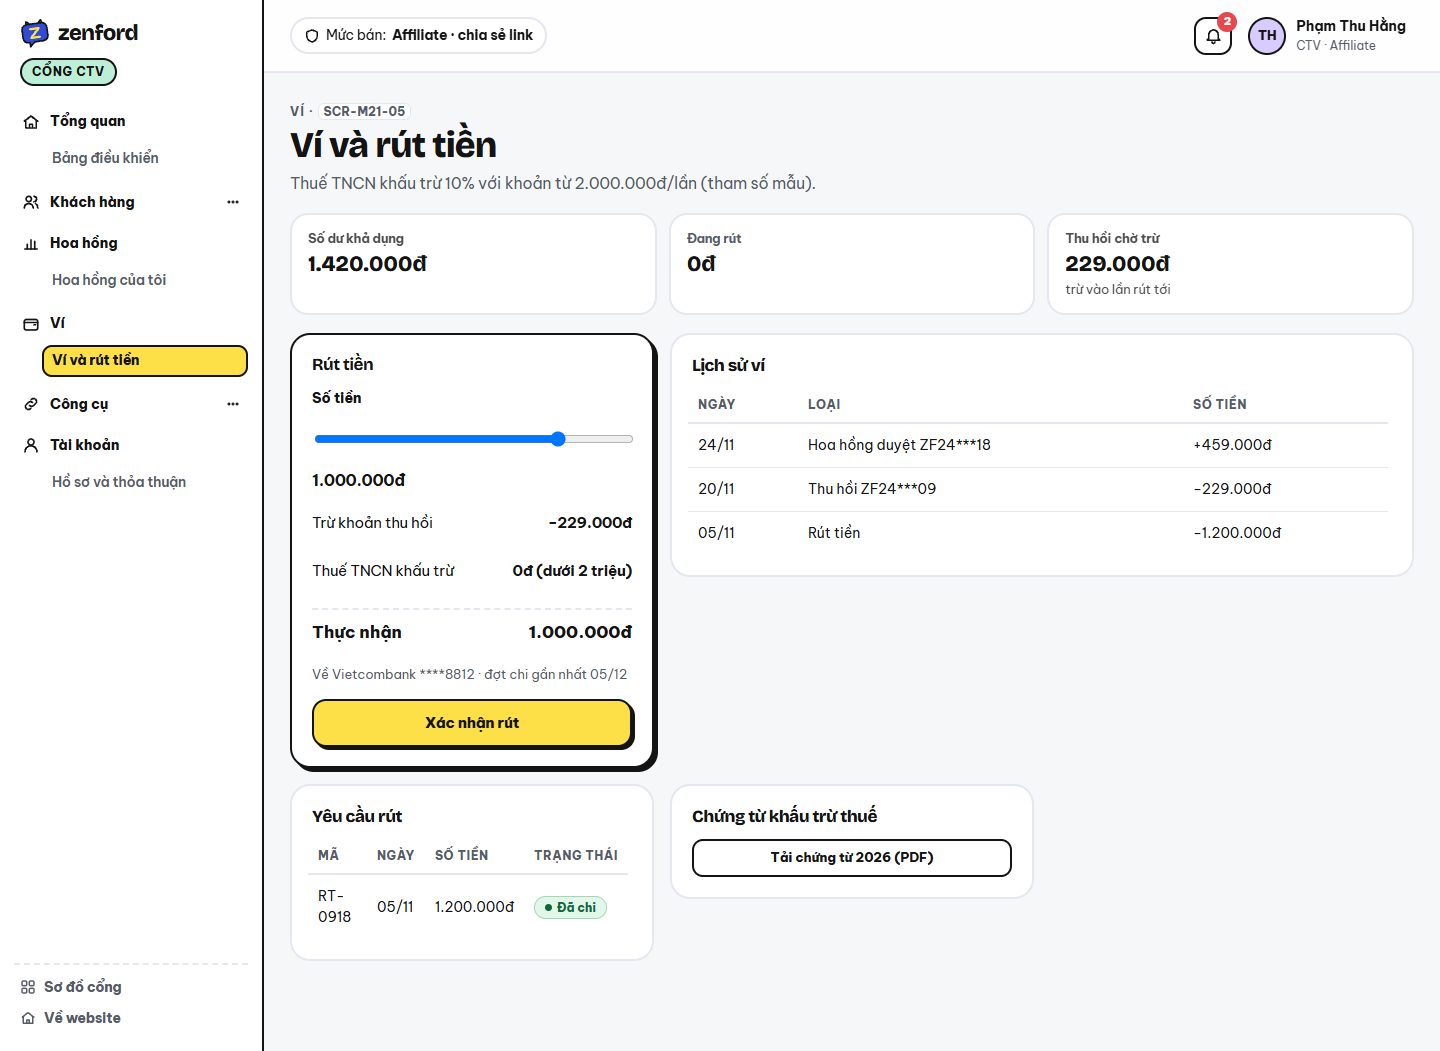 zenford
CỔNG CTV
Tổng quan
Bảng điều khiển
Khách hàng
Hoa hồng
Hoa hồng của tôi
Ví
Ví và rút tiền
Công cụ
Tài khoản
Hồ sơ và thỏa thuận
Sơ đồ cổng
Về website
Mức bán: Affiliate · chia sẻ link
2
TH
Phạm Thu Hằng
CTV · Affiliate
VÍ · SCR-M21-05
Ví và rút tiền
Thuế TNCN khấu trừ 10% với khoản từ 2.000.000đ/lần (tham số mẫu).
Số dư khả dụng
1.420.000đ
Đang rút
0đ
Thu hồi chờ trừ
229.000đ
trừ vào lần rút tới
Rút tiền
Số tiền
1.000.000đ
Trừ khoản thu hồi −229.000đ
Thuế TNCN khấu trừ 0đ (dưới 2 triệu)
Thực nhận 1.000.000đ
Về Vietcombank ****8812 · đợt chi gần nhất 05/12
Xác nhận rút
Lịch sử ví
NGÀY LOẠI SỐ TIỀN
24/11 Hoa hồng duyệt ZF24***18 +459.000đ
20/11 Thu hồi ZF24***09 −229.000đ
05/11 Rút tiền −1.200.000đ
Yêu cầu rút
MÃ NGÀY SỐ TIỀN TRẠNG THÁI
RT-
0918 05/11 1.200.000đ Đã chi
Chứng từ khấu trừ thuế
Tải chứng từ 2026 (PDF)